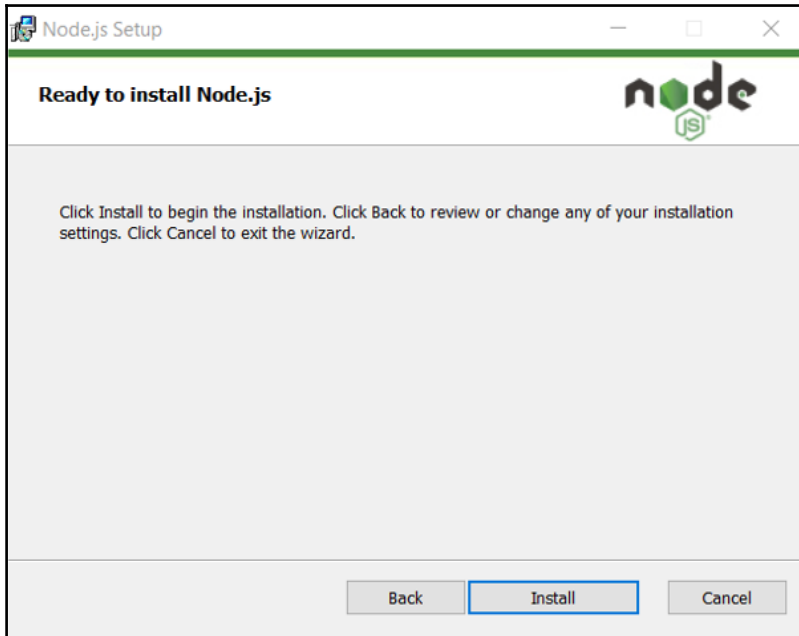 Node.js Setup
Ready to install Node.js
node
JS
Click Install to begin the installation. Click Back to review or change any of your installation
settings. Click Cancel to exit the wizard.
Back
Install
Cancel